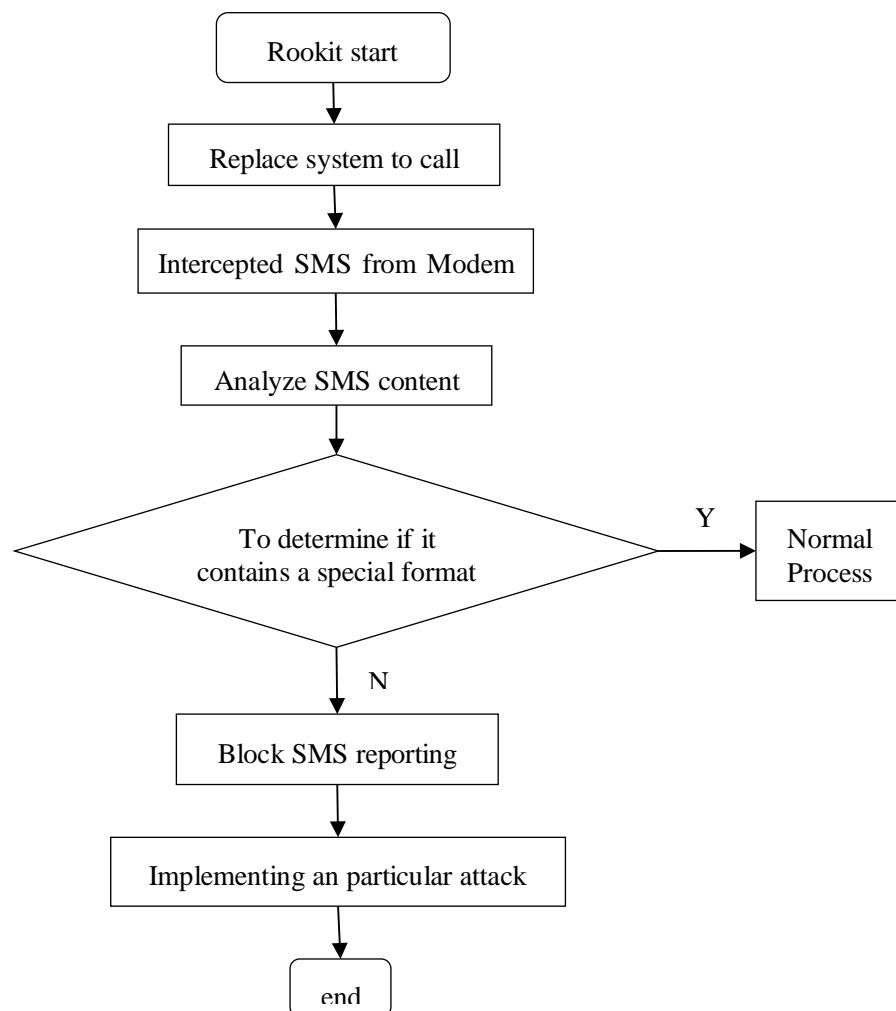 Rookit start
Replace system to call
Intercepted SMS from Modem
Analyze SMS content
To determine if it
contains a special format
Y
Normal
Process
N
Block SMS reporting
Implementing an particular attack
end